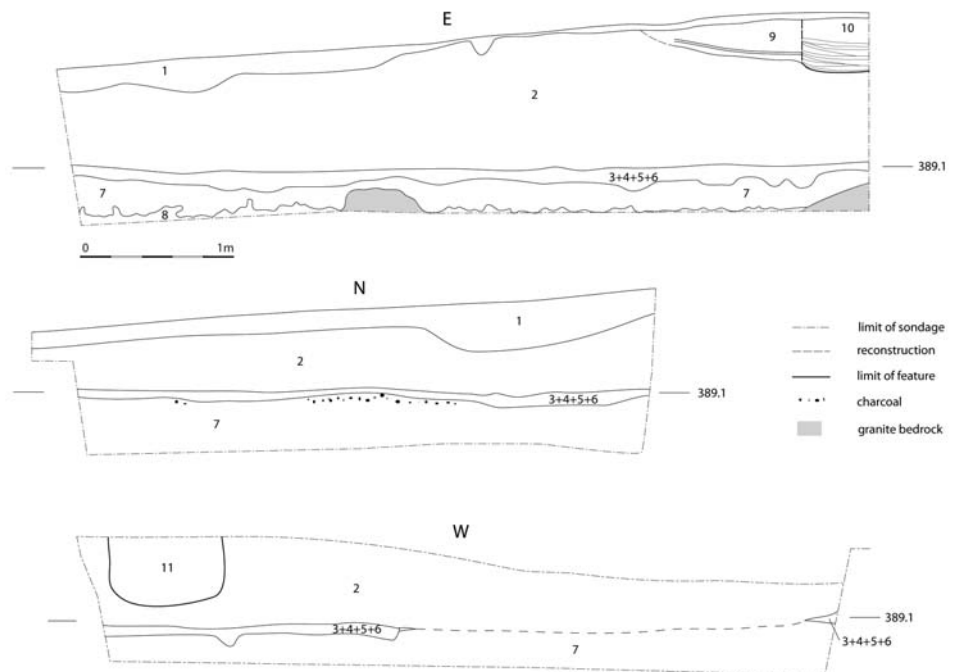 E
1
2
9
10
389.1
3+4+5+6
7
7
8
0 1m
N
1
2
389.1
3+4+5+6
7
limit of sondage
reconstruction
limit of feature
charcoal
granite bedrock
W
11
2
389.1
3+4+5+6
3+4+5+6
7